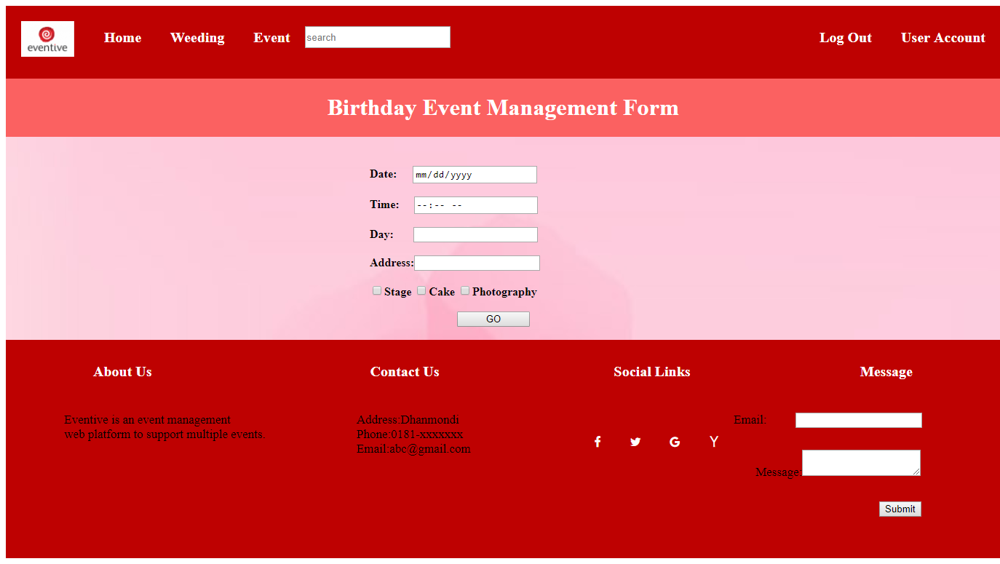 eventive Home Weeding Event search Log Out User Account
Birthday Event Management Form
Date: mm/dd/yyyy
Time: --:-- --
Day:
Address:
Stage Cake Photography
GO
About Us Contact Us Social Links Message
Eventive is an event management
web platform to support multiple events.
Address:Dhanmondi
Phone:0181-xxxxxxx
Email:abc@gmail.com
Email:
Message:
Submit